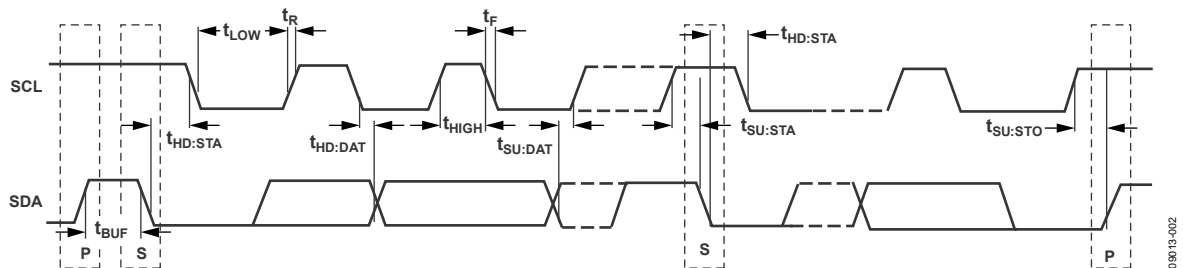 tLOW
tR
tF
tHD:STA
SCL
tHD:STA
tHD:DAT
tHIGH
tSU:DAT
tSU:STA
tSU:STO
SDA
tBUF
P
S
S
P
09013-002